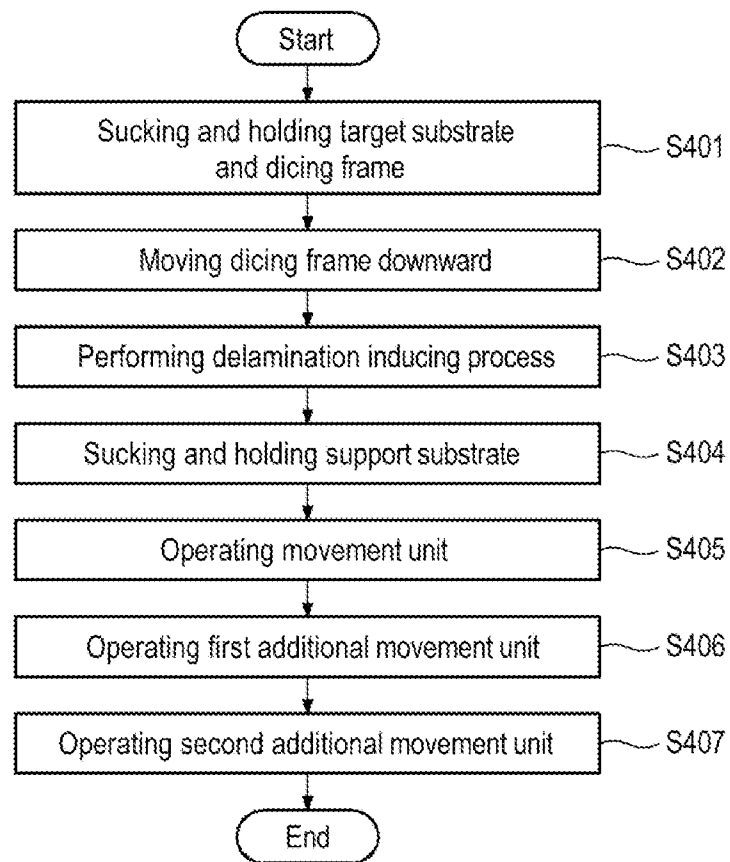 Start
Sucking and holding target substrate
and dicing frame
S401
Moving dicing frame downward
S402
Performing delamination inducing process
S403
Sucking and holding support substrate
S404
Operating movement unit
S405
Operating first additional movement unit
S406
Operating second additional movement unit
S407
End